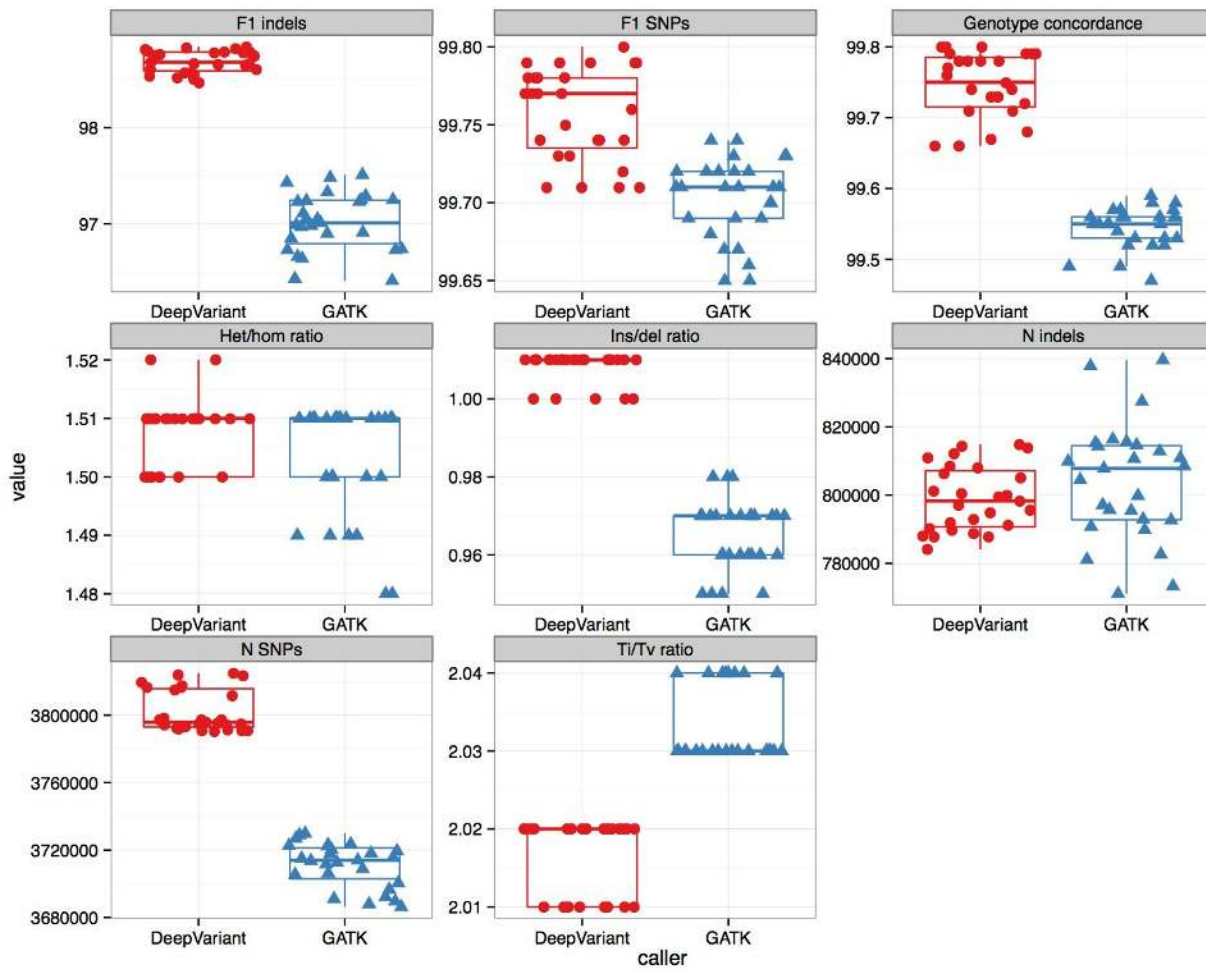 F1 indels
98
97
DeepVariant GATK
F1 SNPs
99.80
99.75
99.70
99.65
DeepVariant GATK
Genotype concordance
99.8
99.7
99.6
99.5
DeepVariant GATK
value
Het/hom ratio
1.52
1.51
1.50
1.49
1.48
DeepVariant GATK
Ins/del ratio
1.00
0.98
0.96
DeepVariant GATK
N indels
840000
820000
800000
780000
DeepVariant GATK
N SNPs
3800000
3760000
3720000
3680000
DeepVariant GATK
Ti/Tv ratio
2.04
2.03
2.02
2.01
DeepVariant GATK
caller